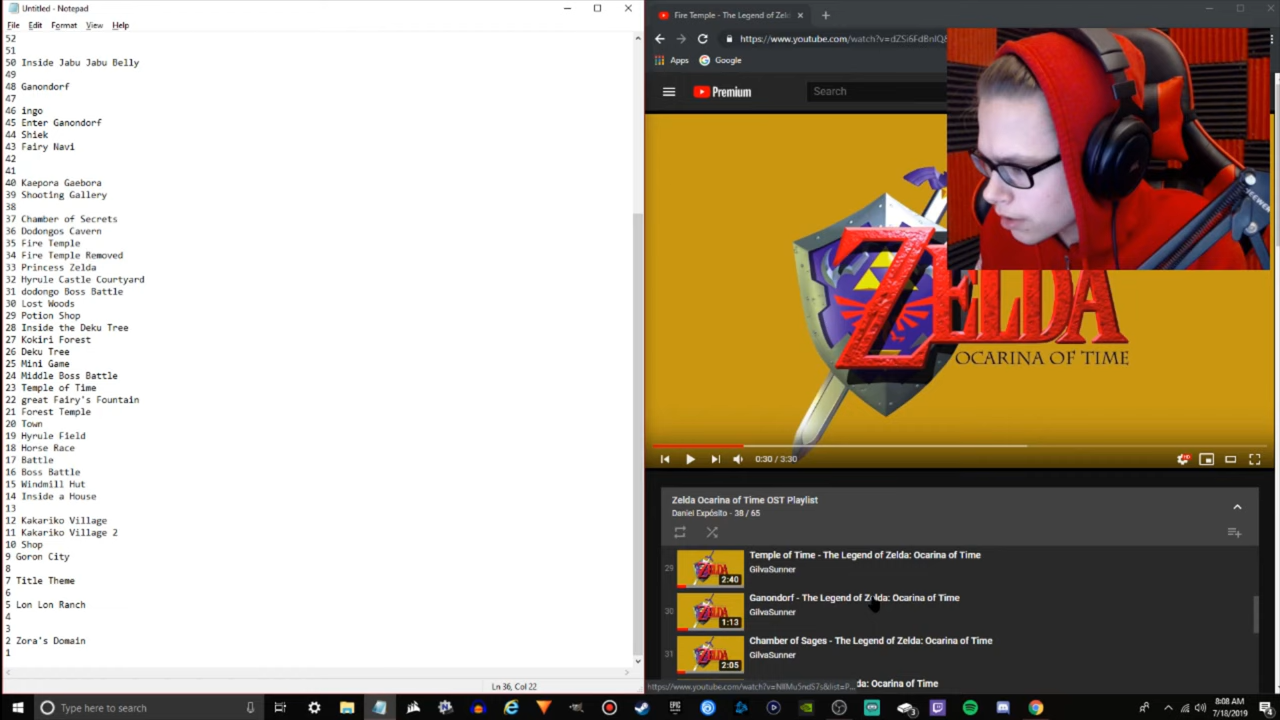 Untitled - Notepad
File Edit Format View Help
52
51
50 Inside Jabu Jabu Belly
49
48 Ganondorf
47
46 ingo
45 Enter Ganondorf
44 Shiek
43 Fairy Navi
42
41
40 Kaepora Gaebora
39 Shooting Gallery
38
37 Chamber of Secrets
36 Dodongos Cavern
35 Fire Temple
34 Fire Temple Removed
33 Princess Zelda
32 Hyrule Castle Courtyard
31 dodongo Boss Battle
30 Lost Woods
29 Potion Shop
28 Inside the Deku Tree
27 Kokiri Forest
26 Deku Tree
25 Mini Game
24 Middle Boss Battle
23 Temple of Time
22 great Fairy's Fountain
21 Forest Temple
20 Town
19 Hyrule Field
18 Horse Race
17 Battle
16 Boss Battle
15 Windmill Hut
14 Inside a House
13
12 Kakariko Village
11 Kakariko Village 2
10 Shop
9 Goron City
8
7 Title Theme
6
5 Lon Lon Ranch
4
3
2 Zora's Domain
1
Ln 36, Col 22
Fire Temple - The Legend of Zel
Apps Google
Premium
Search
ZELDA
OCARINA OF TIME
0:30 / 3:30
Zelda Ocarina of Time OST Playlist
Daniel Expósito - 38 / 65
29
2:40
Temple of Time - The Legend of Zelda: Ocarina of Time
GilvaSunner
30
1:13
Ganondorf - The Legend of Zelda: Ocarina of Time
GilvaSunner
31
2:05
Chamber of Sages - The Legend of Zelda: Ocarina of Time
GilvaSunner
da: Ocarina of Time
Type here to search
8:08 AM
7/18/2019